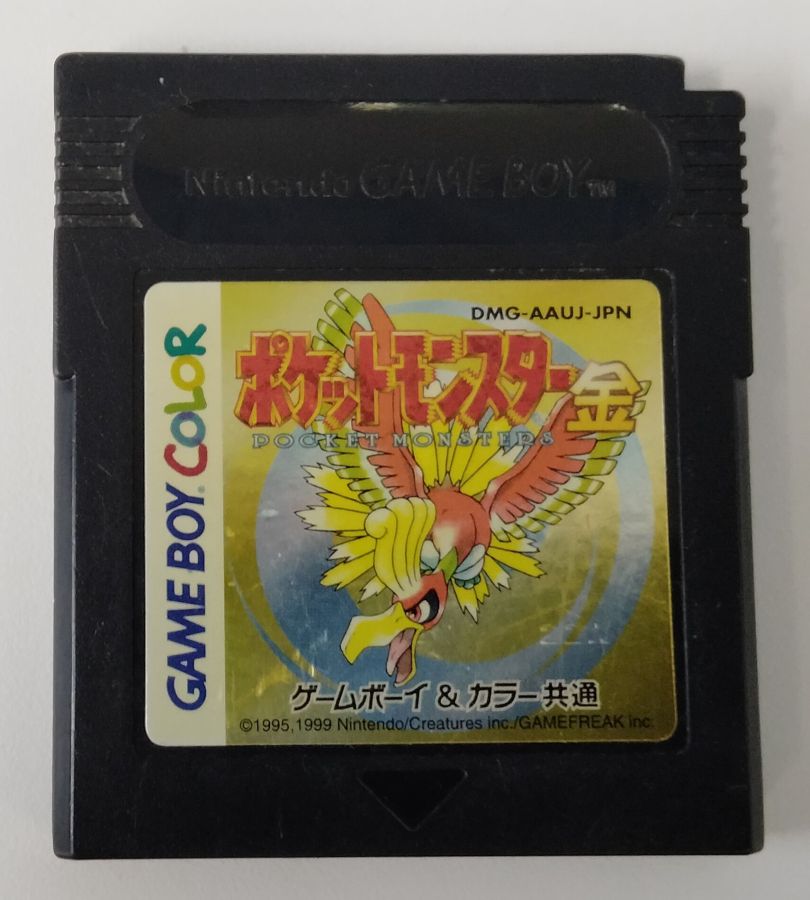 Nintendo GAME BOY™
DMG-AAUJ-JPN
ポケットモンスター 金
POCKET MONSTERS
GAME BOY COLOR
ゲームボーイ & カラー共通
©1995,1999 Nintendo/Creatures inc./GAMEFREAK inc.